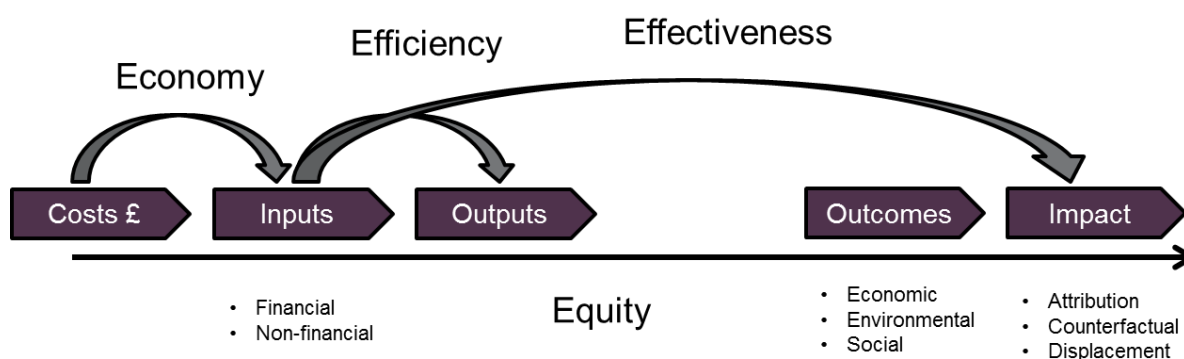 Effectiveness
Efficiency
Economy
Costs £
Inputs
Outputs
Outcomes
Impact
• Financial
• Non-financial
Equity
• Economic
• Environmental
• Social
• Attribution
• Counterfactual
• Displacement